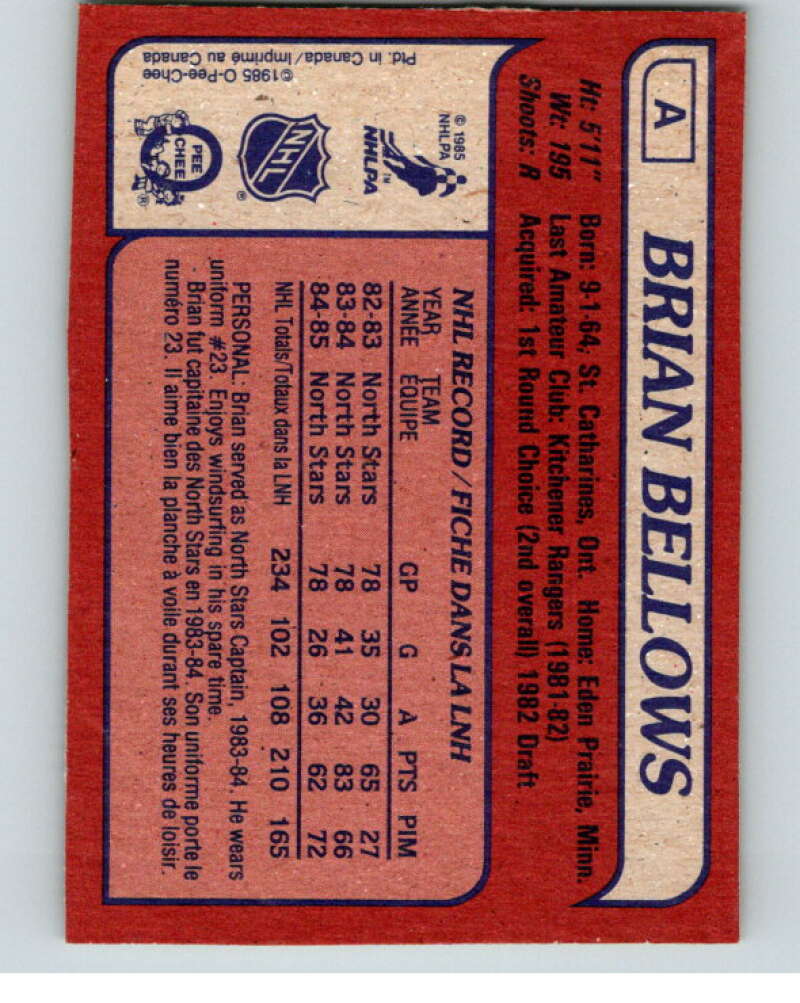 A
BRIAN BELLOWS
Ht: 5'11" Born: 9-1-64, St. Catharines, Ont. Home: Eden Prairie, Minn.
Wt: 195 Last Amateur Club: Kitchener Rangers (1981-82)
Shoots: R Acquired: 1st Round Choice (2nd overall) 1982 Draft
NHL RECORD/FICHE DANS LA LNH
YEAR TEAM
ANNÉE ÉQUIPE GP G A PTS PIM
82-83 North Stars 78 35 30 65 27
83-84 North Stars 78 41 42 83 66
84-85 North Stars 78 26 36 62 72
NHL Totals/Totaux dans la LNH 234 102 108 210 165
PERSONAL: Brian served as North Stars Captain, 1983-84. He wears
uniform #23. Enjoys windsurfing in his spare time.
Brian fut capitaine des North Stars en 1983-84. Son uniforme porte le
numéro 23. Il aime bien la planche à voile durant ses heures de loisir.
© 1985
NHLPA
NHLPA
TM
NHL
®
O
PEE
CHEE
®
©1985 O-Pee-Chee
Ptd. in Canada/Imprimé au Canada